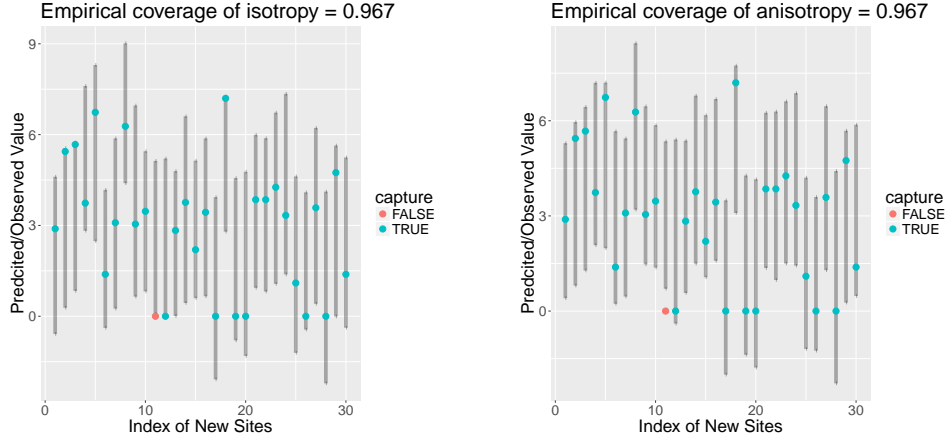 Empirical coverage of isotropy = 0.967
Predcited/Observed Value
9
6
3
0
0
10
20
30
Index of New Sites
capture
FALSE
TRUE
Empirical coverage of anisotropy = 0.967
Predcited/Observed Value
6
3
0
0
10
20
30
Index of New Sites
capture
FALSE
TRUE